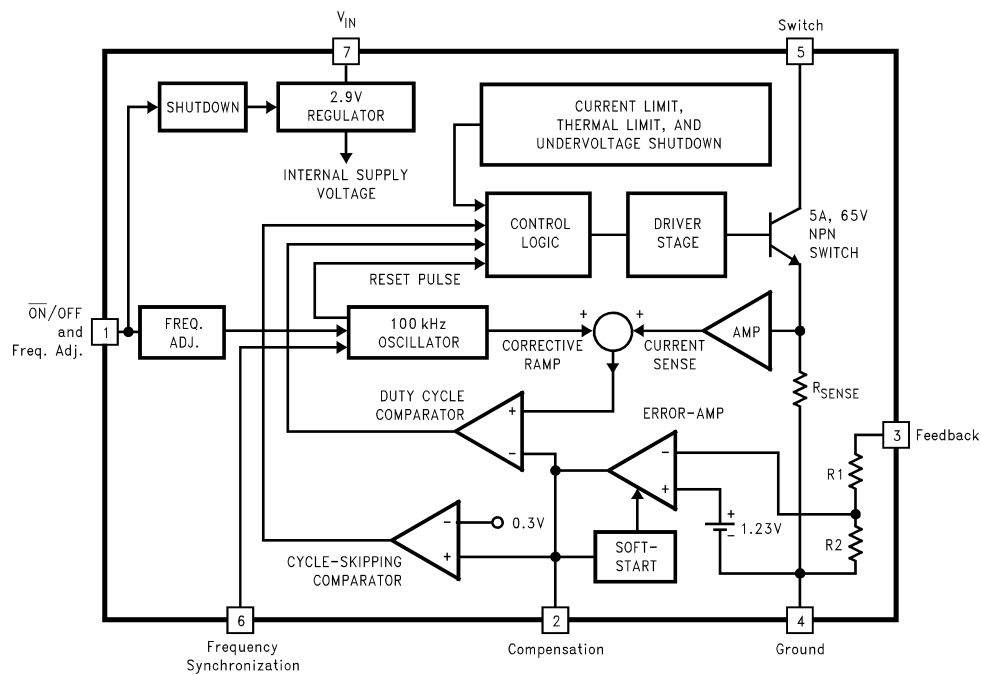 V_IN
Switch
7
5
SHUTDOWN
2.9V
REGULATOR
CURRENT LIMIT,
THERMAL LIMIT, AND
UNDERVOLTAGE SHUTDOWN
INTERNAL SUPPLY
VOLTAGE
CONTROL
LOGIC
DRIVER
STAGE
5A, 65V
NPN
SWITCH
RESET PULSE
O̅N̅/OFF
and
Freq. Adj.
1
FREQ.
ADJ.
100 kHz
OSCILLATOR
+
+
AMP
CORRECTIVE
RAMP
CURRENT
SENSE
R_SENSE
DUTY CYCLE
COMPARATOR
+
−
ERROR-AMP
−
+
3
Feedback
R1
+
−
1.23V
R2
−
+
0.3V
SOFT-
START
CYCLE-SKIPPING
COMPARATOR
6
2
4
Frequency
Synchronization
Compensation
Ground